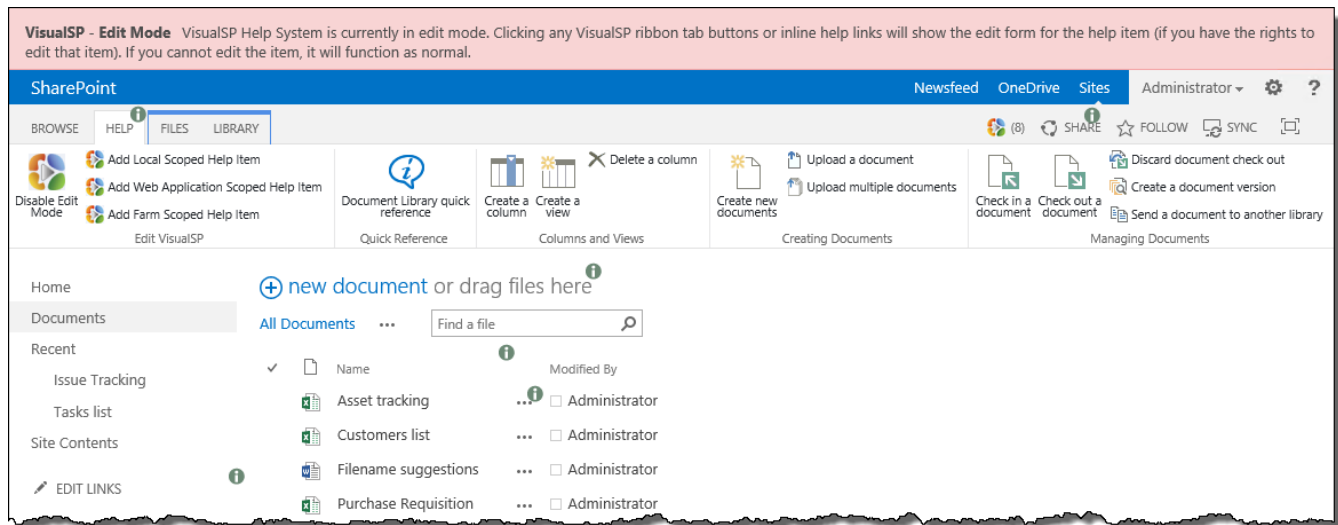 VisualSP - Edit Mode VisualSP Help System is currently in edit mode. Clicking any VisualSP ribbon tab buttons or inline help links will show the edit form for the help item (if you have the rights to
edit that item). If you cannot edit the item, it will function as normal.
SharePoint
Newsfeed OneDrive Sites Administrator ?
BROWSE HELP FILES LIBRARY
(8) SHARE FOLLOW SYNC
Disable Edit
Mode
Add Local Scoped Help Item
Add Web Application Scoped Help Item
Add Farm Scoped Help Item
Edit VisualSP
Document Library quick
reference
Quick Reference
Create a
column
Create a
view
Delete a column
Columns and Views
Create new
documents
Upload a document
Upload multiple documents
Creating Documents
Check in a
document
Check out a
document
Discard document check out
Create a document version
Send a document to another library
Managing Documents
Home
Documents
Recent
Issue Tracking
Tasks list
Site Contents
EDIT LINKS
new document or drag files here
All Documents ... Find a file
Name Modified By
Asset tracking ... Administrator
Customers list ... Administrator
Filename suggestions ... Administrator
Purchase Requisition ... Administrator